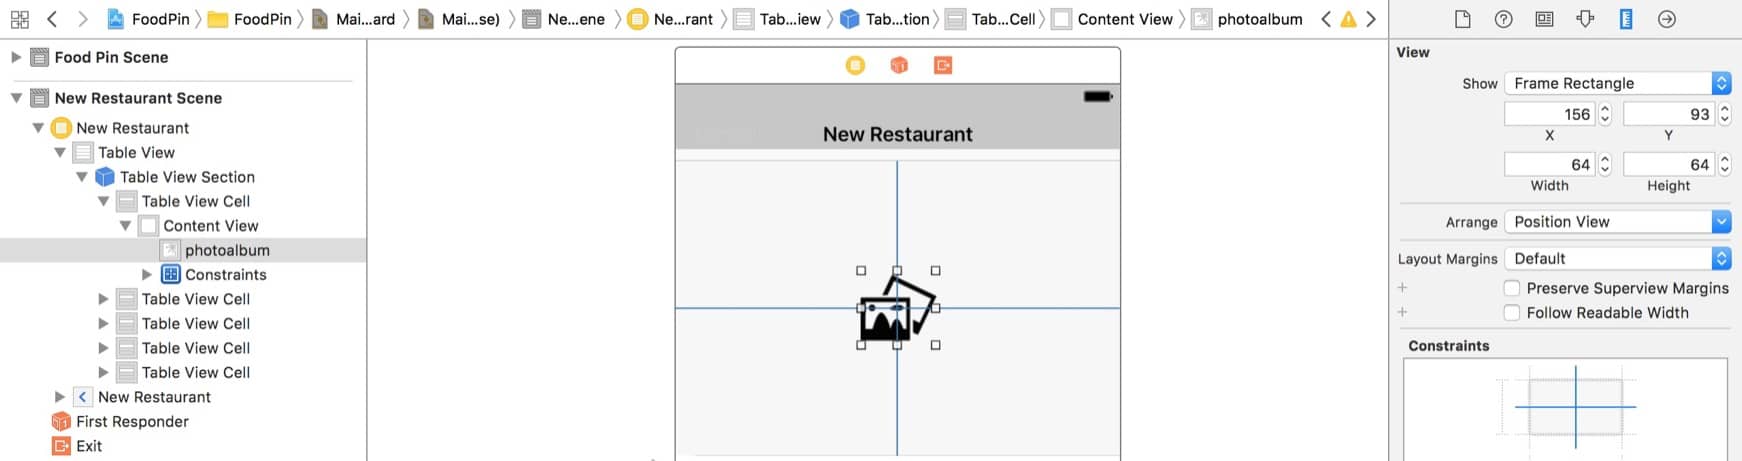 FoodPin FoodPin Mai...ard Mai...se) Ne...ene Ne...rant Tab...iew Tab...tion Tab...Cell Content View photoalbum
Food Pin Scene
New Restaurant Scene
New Restaurant
Table View
Table View Section
Table View Cell
Content View
photoalbum
Constraints
Table View Cell
Table View Cell
Table View Cell
Table View Cell
New Restaurant
First Responder
Exit
New Restaurant
View
Show Frame Rectangle
156 93
X Y
64 64
Width Height
Arrange Position View
Layout Margins Default
Preserve Superview Margins
Follow Readable Width
Constraints